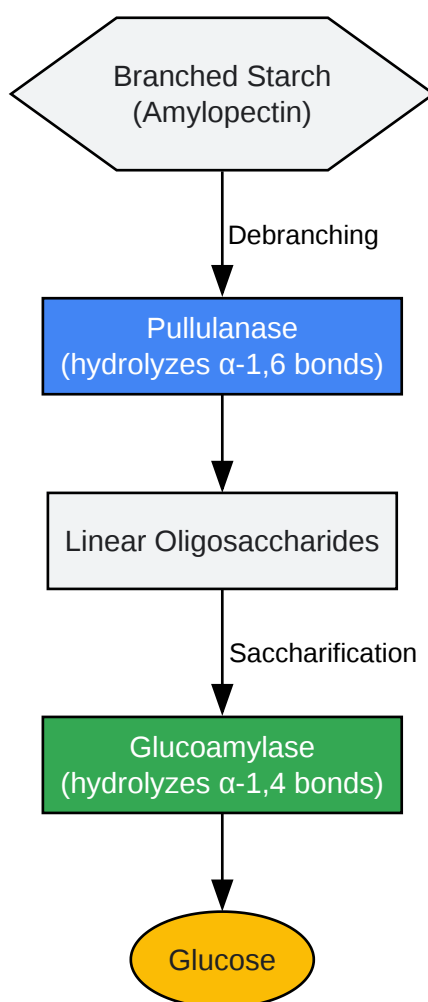 Branched Starch
(Amylopectin)
Debranching
Pullulanase
(hydrolyzes α-1,6 bonds)
Linear Oligosaccharides
Saccharification
Glucoamylase
(hydrolyzes α-1,4 bonds)
Glucose